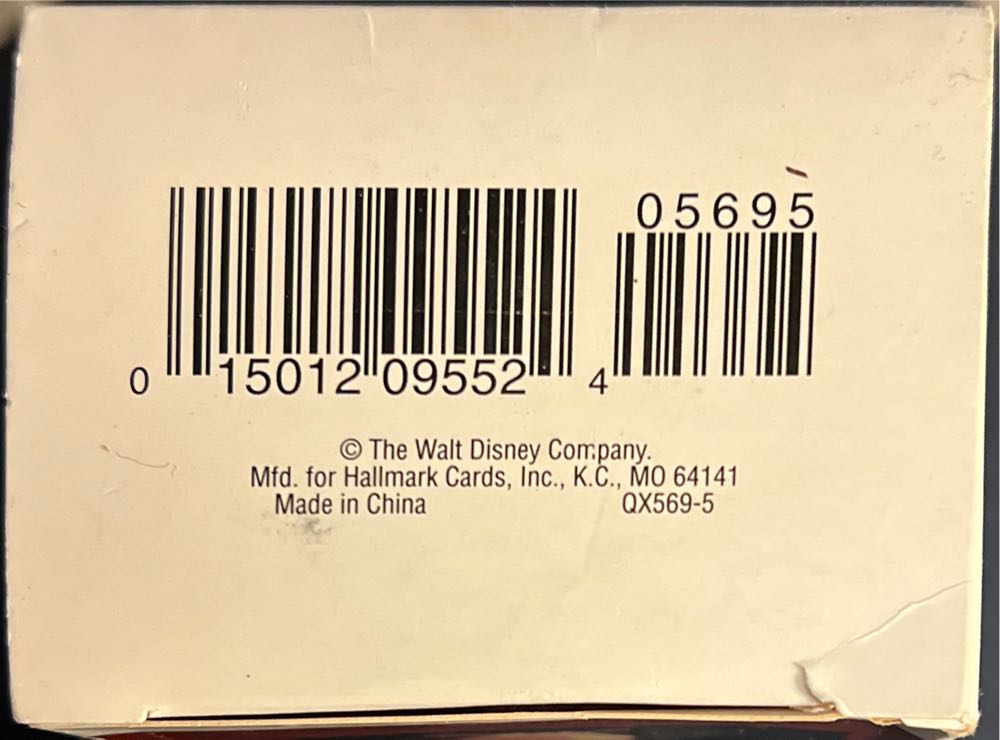 05695
0 15012 09552 4
© The Walt Disney Company.
Mfd. for Hallmark Cards, Inc., K.C., MO 64141
Made in China QX569-5